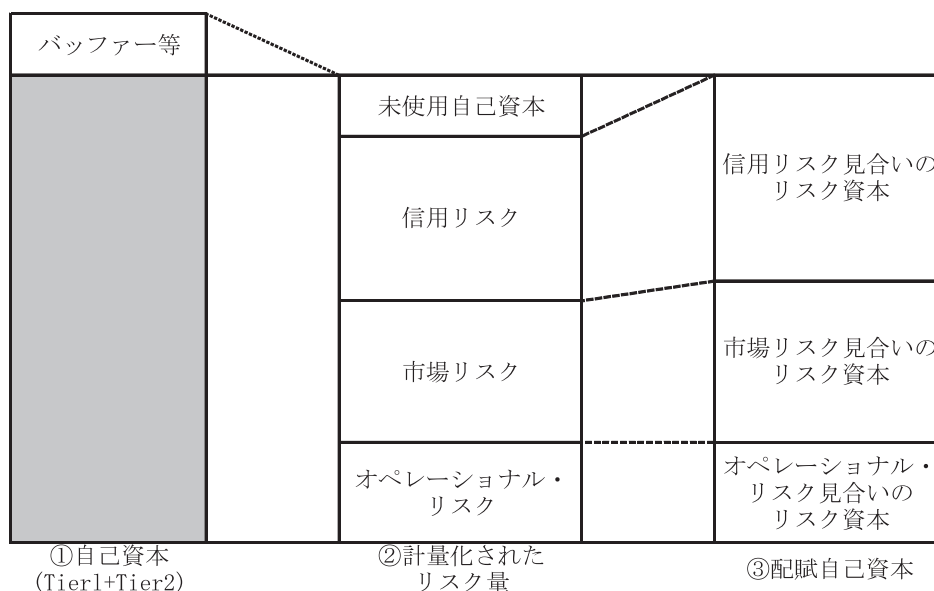 バッファー等
未使用自己資本
信用リスク
市場リスク
オペレーショナル・
リスク
信用リスク見合いの
リスク資本
市場リスク見合いの
リスク資本
オペレーショナル・
リスク見合いの
リスク資本
①自己資本
(Tier1+Tier2)
②計量化された
リスク量
③配賦自己資本